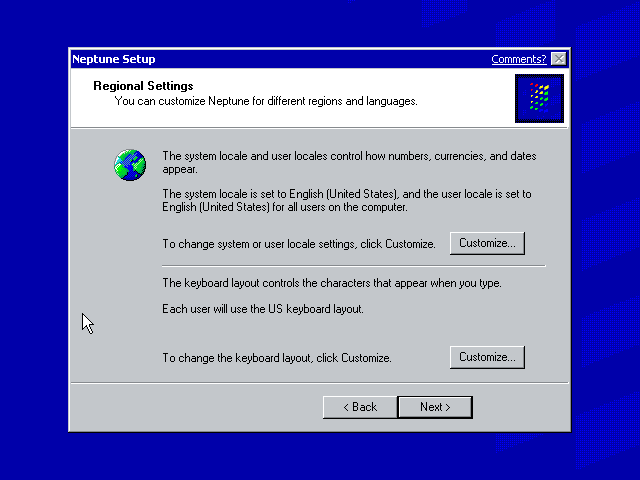 Neptune Setup
Comments?
Regional Settings
You can customize Neptune for different regions and languages.
The system locale and user locales control how numbers, currencies, and dates
appear.
The system locale is set to English (United States), and the user locale is set to
English (United States) for all users on the computer.
To change system or user locale settings, click Customize.
Customize...
The keyboard layout controls the characters that appear when you type.
Each user will use the US keyboard layout.
To change the keyboard layout, click Customize.
Customize...
< Back
Next >